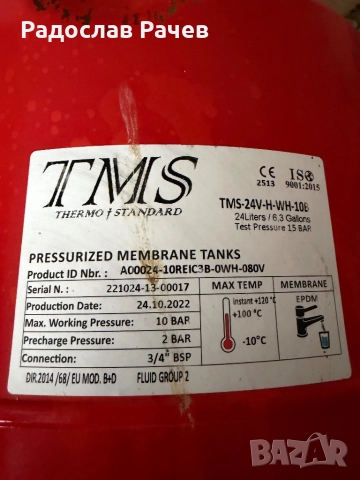 Радослав Рачев
TMS
THERMO STANDARD
CE
2513
ISO
9001:2015
TMS-24V-H-WH-10B
24Liters / 6,3 Gallons
Test Pressure 15 BAR
PRESSURIZED MEMBRANE TANKS
Product ID Nbr.: A00024-10REIC3B-0WH-080V
Serial N.: 221024-13-00017
Production: 24.10.2022
Max. Working Pressure: 10 BAR
Precharge Pressure: 2 BAR
Connection: 3/4" BSP
MAX TEMP
instant +120 °C
+100 °C
-10°C
MEMBRANE
EPDM
DIR.2014 /68/ EU MOD. B+D FLUID GROUP 2
BAZAR